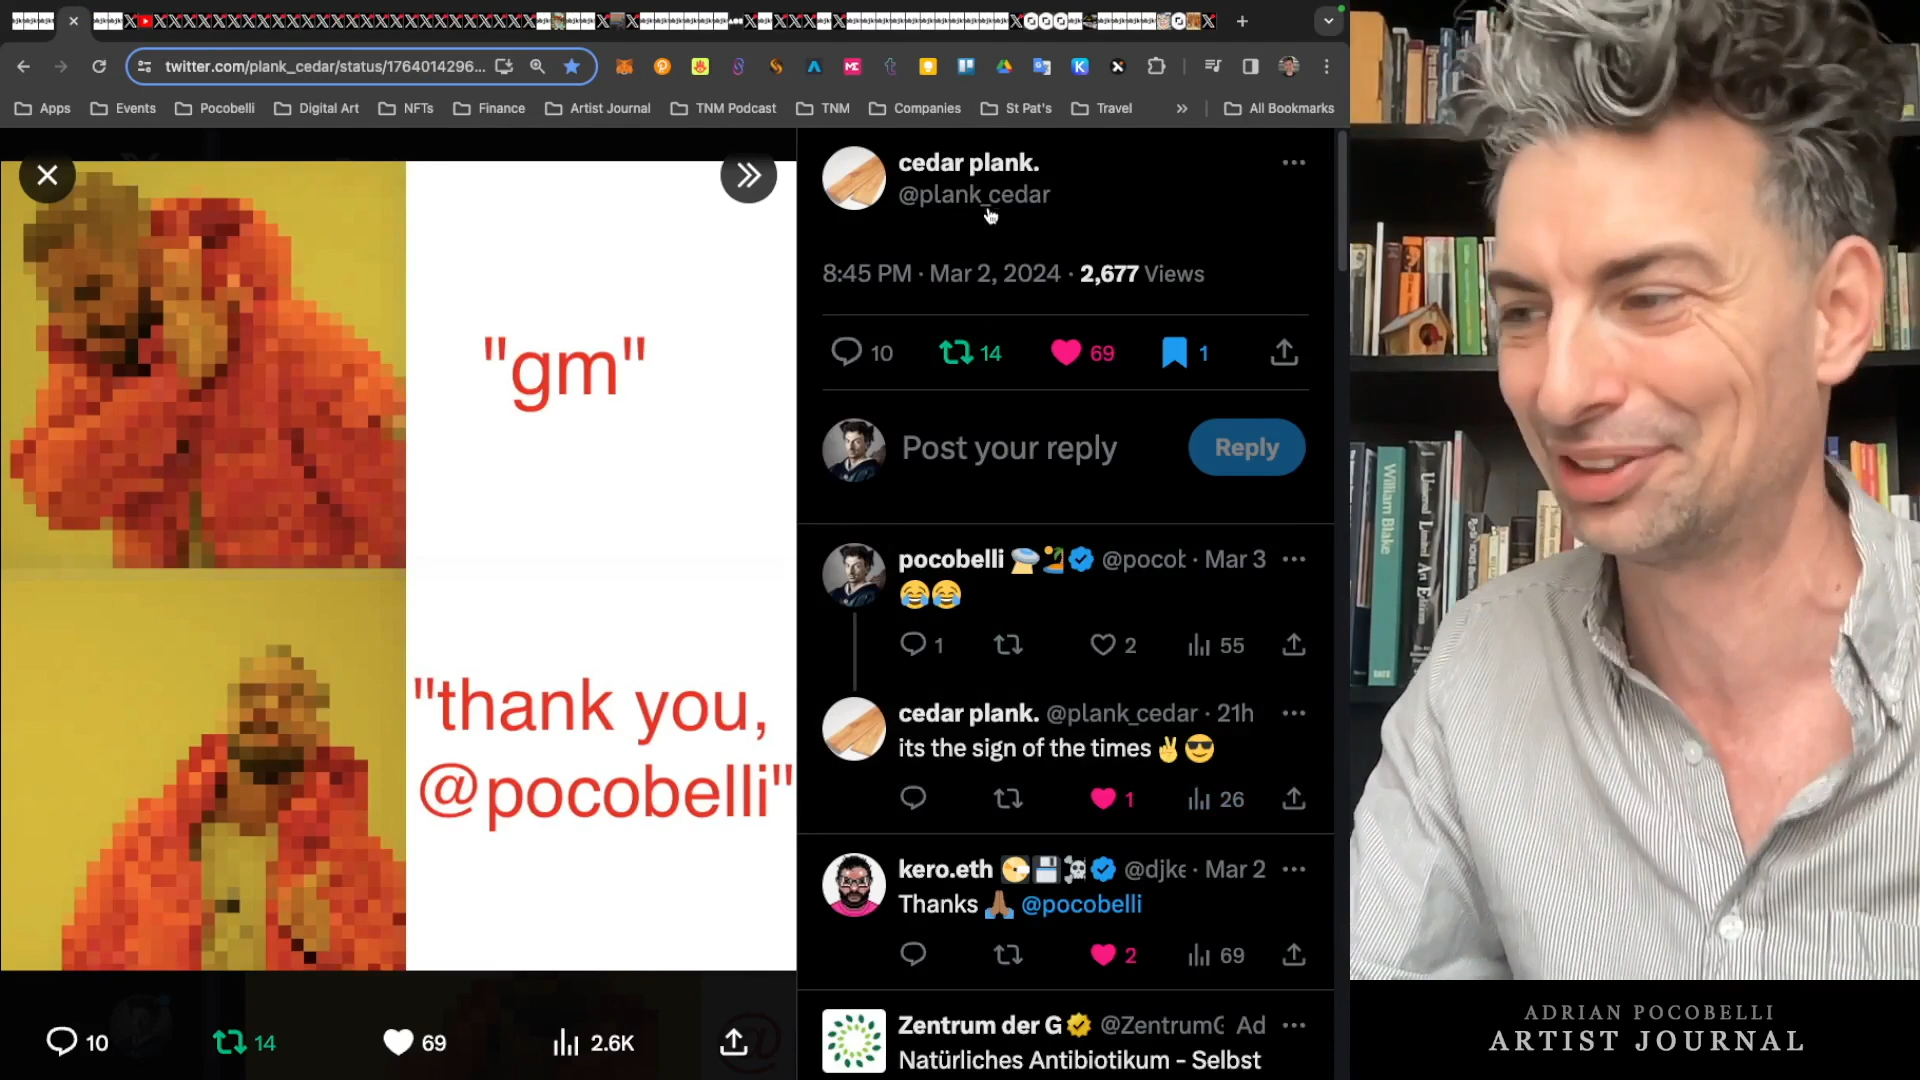 twitter.com/plank_cedar/status/1764014296...
Apps
Events
Pocobelli
Digital Art
NFTs
Finance
Artist Journal
TNM Podcast
TNM
Companies
St Pat's
Travel
All Bookmarks
"gm"
"thank you,
@pocobelli"
10
14
69
2.6K
cedar plank.
@plank_cedar
8:45 PM · Mar 2, 2024 · 2,677 Views
10
14
69
1
Post your reply
Reply
pocobelli @pocob · Mar 3
😂😂
1
2
55
cedar plank. @plank_cedar · 21h
its the sign of the times ✌️😎
1
26
kero.eth @djke · Mar 2
Thanks 🙏🏾 @pocobelli
2
69
Zentrum der G @ZentrumG Ad
Natürliches Antibiotikum - Selbst
William Blake
ADRIAN POCOBELLI
ARTIST JOURNAL